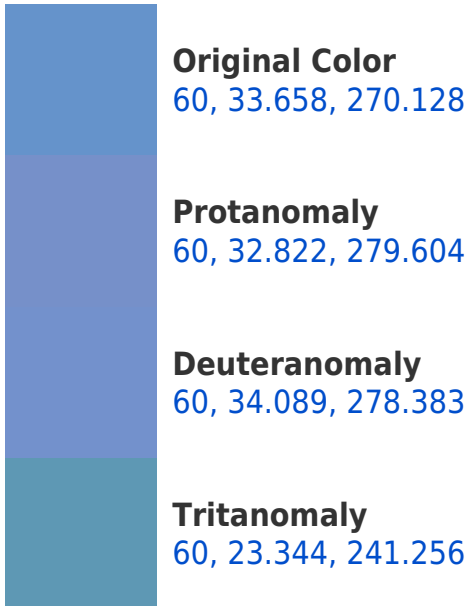 Original Color
60, 33.658, 270.128
Protanomaly
60, 32.822, 279.604
Deuteranomaly
60, 34.089, 278.383
Tritanomaly
60, 23.344, 241.256